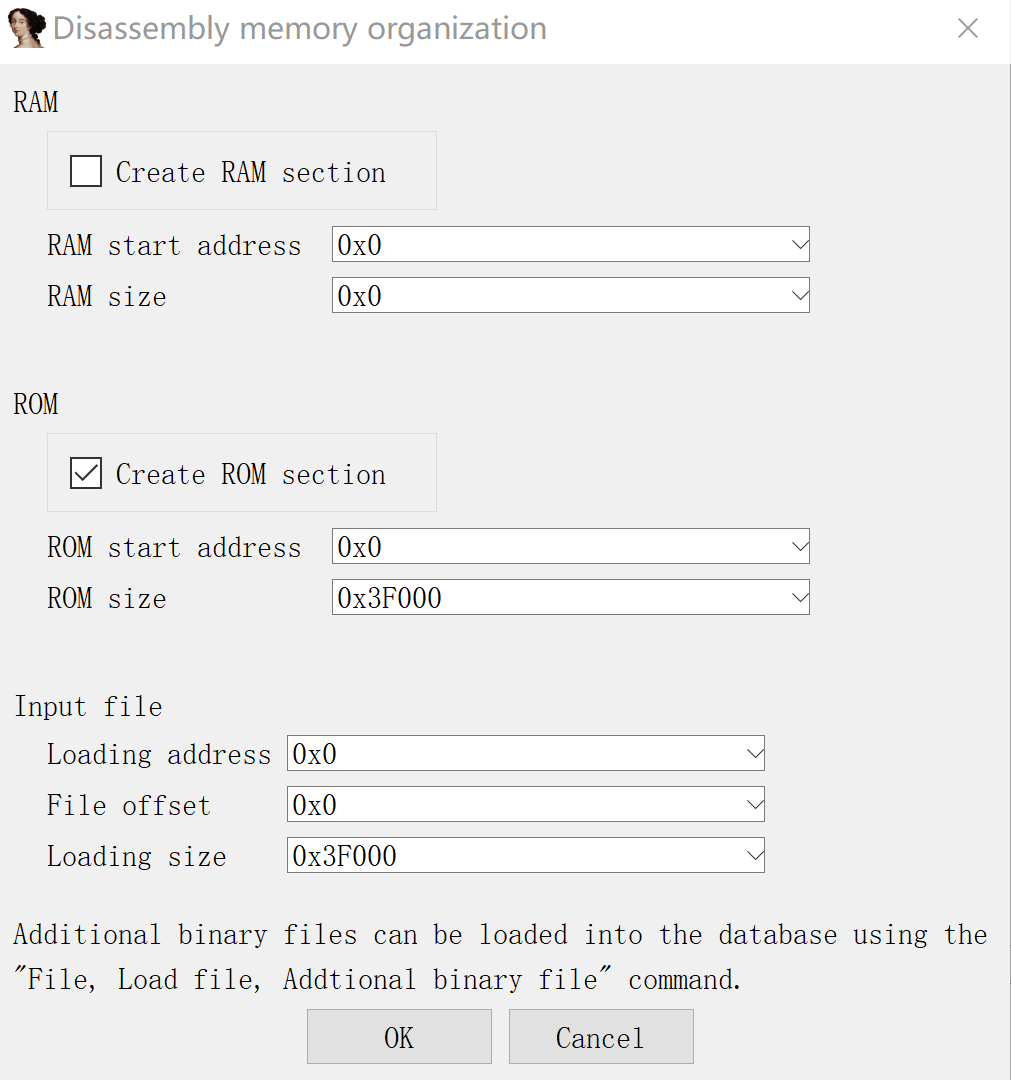 Disassembly memory organization
RAM
Create RAM section
RAM start address 0x0
RAM size 0x0
ROM
Create ROM section
ROM start address 0x0
ROM size 0x3F000
Input file
Loading address 0x0
File offset 0x0
Loading size 0x3F000
Additional binary files can be loaded into the database using the
"File, Load file, Addtional binary file" command.
OK Cancel